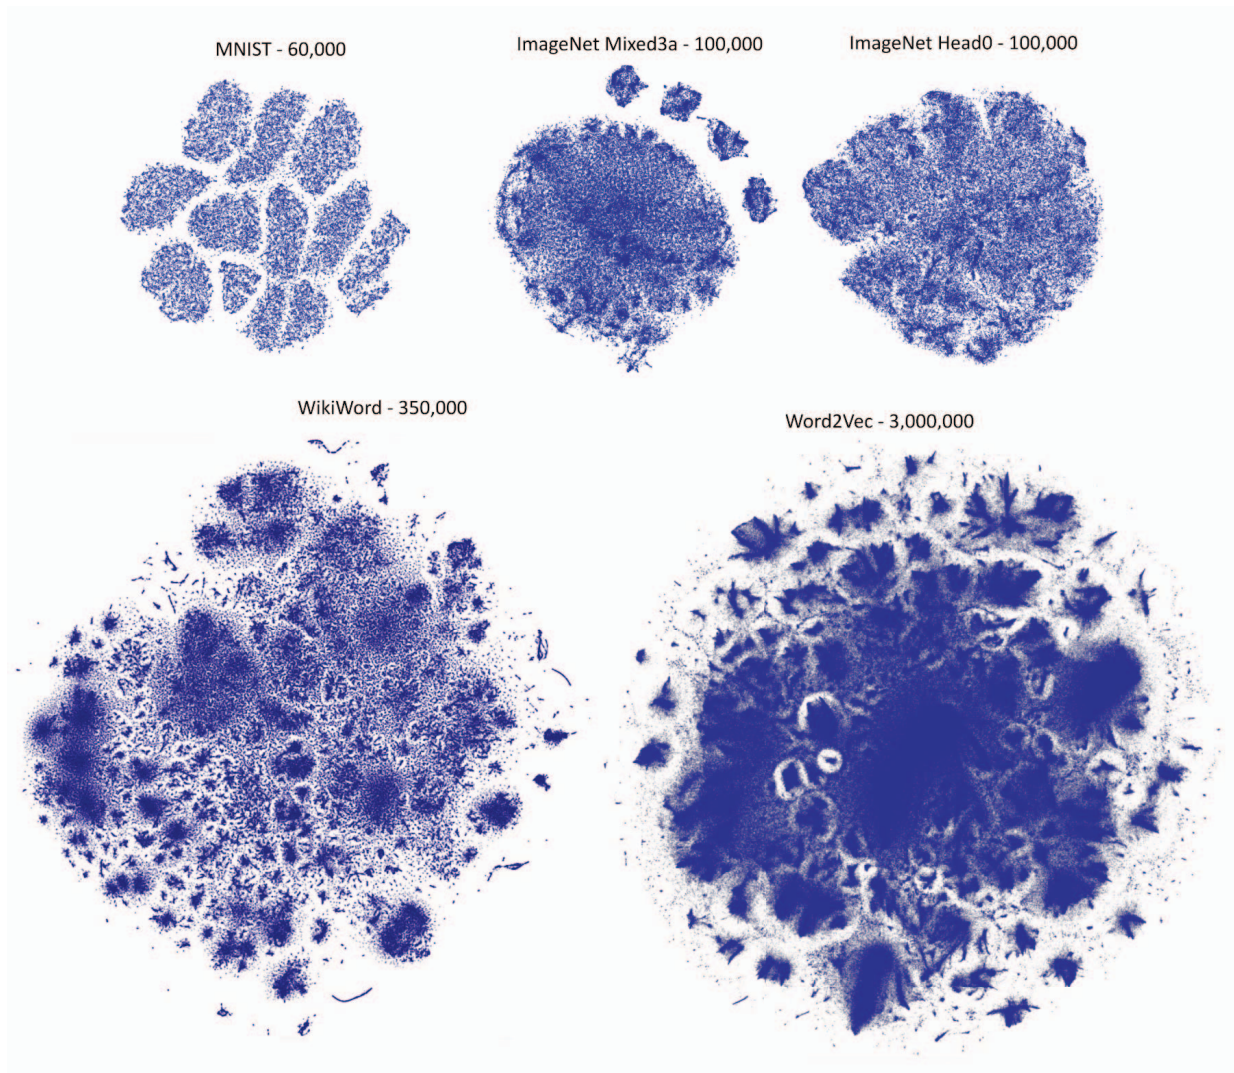 MNIST - 60,000
ImageNet Mixed3a - 100,000
ImageNet Head0 - 100,000
WikiWord - 350,000
Word2Vec - 3,000,000